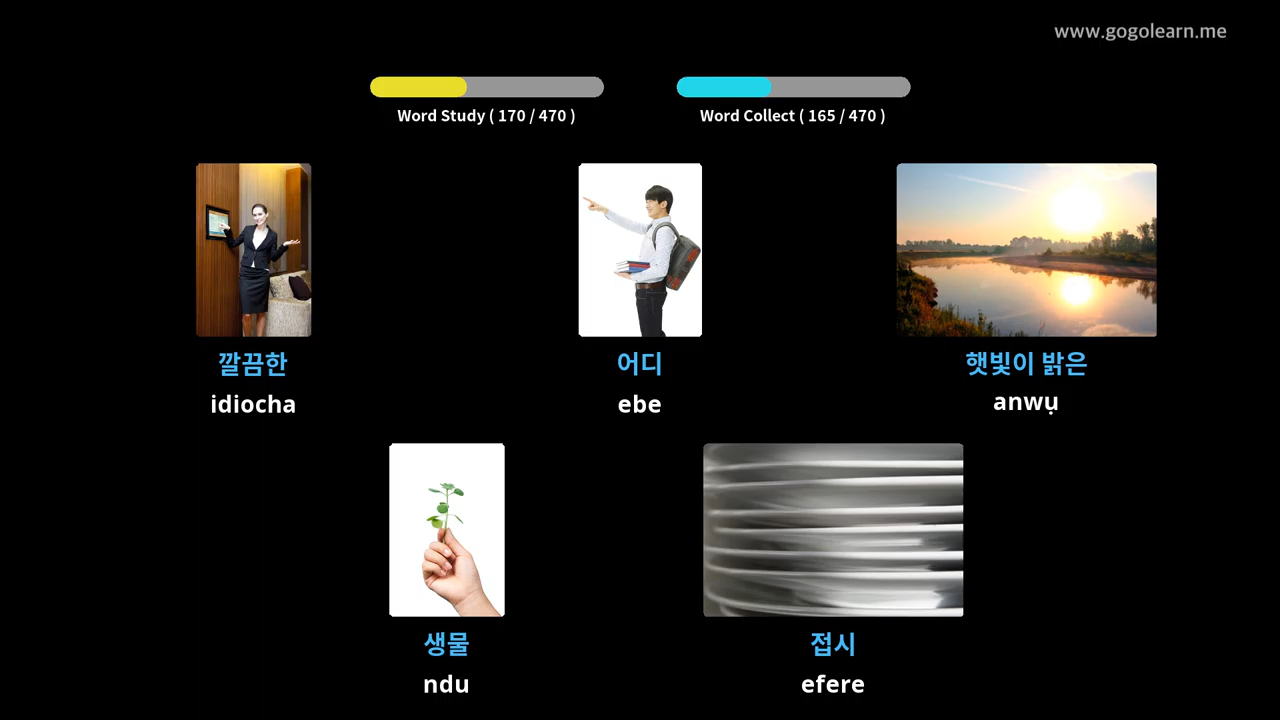 www.gogolearn.me
Word Study ( 170 / 470 )
Word Collect ( 165 / 470 )
깔끔한
idiocha
어디
ebe
햇빛이 밝은
anwụ
생물
ndu
접시
efere